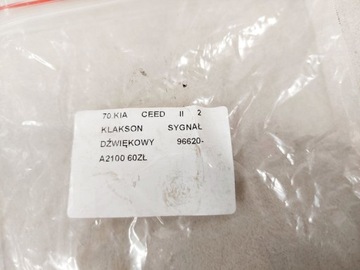 70.KIA CEED II 2
KLAKSON SYGNAŁ
DŹWIĘKOWY 96620-
A2100 60ZŁ